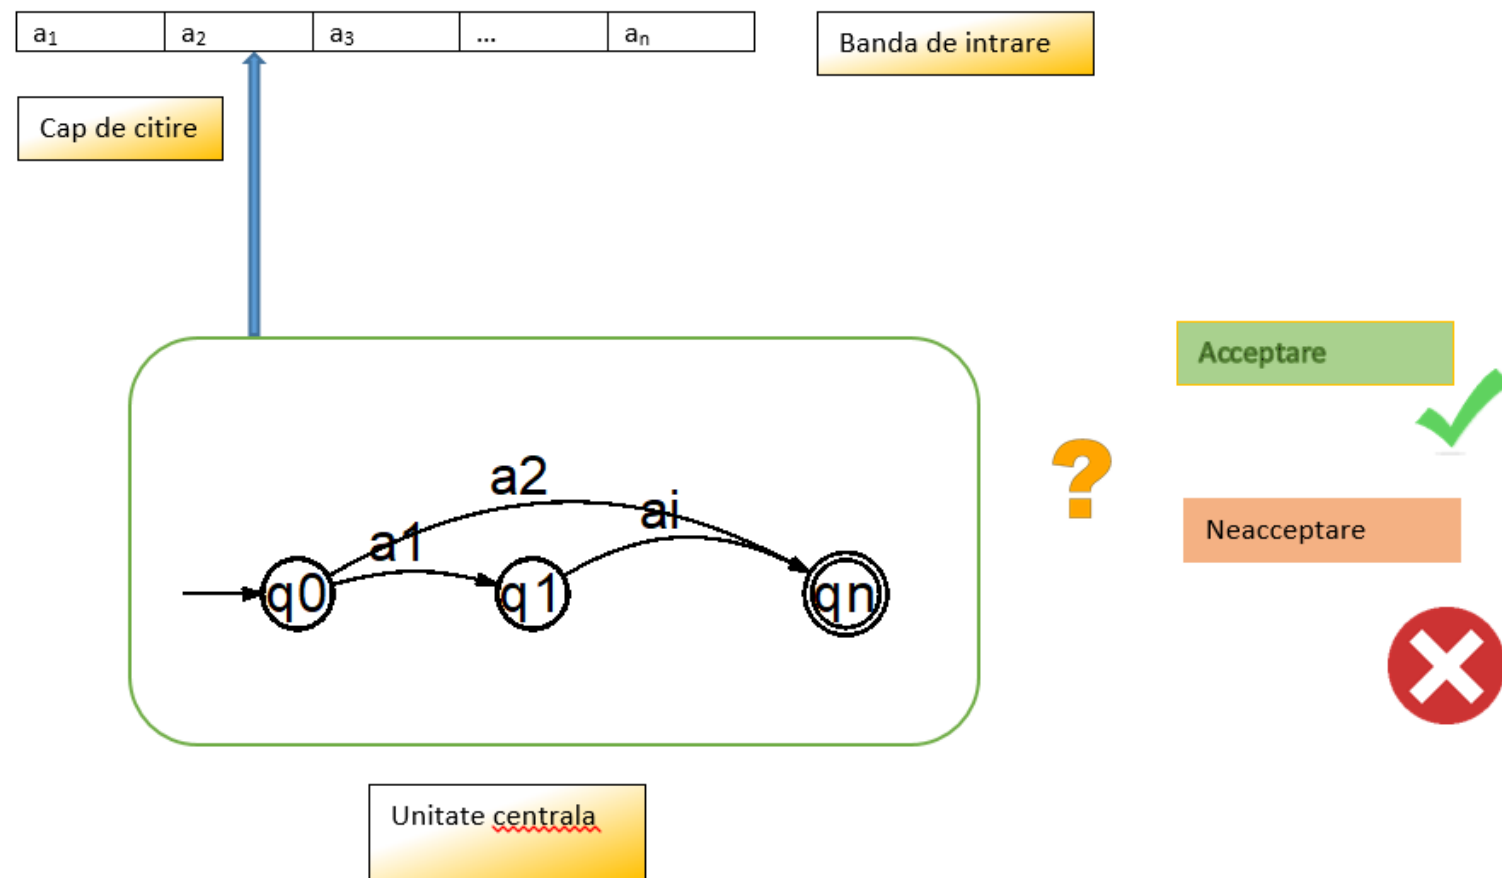 a1 a2 a3 ... an
Banda de intrare
Cap de citire
Acceptare
a2
ai
a1
q0 q1 qn
Neacceptare
Unitate centrala